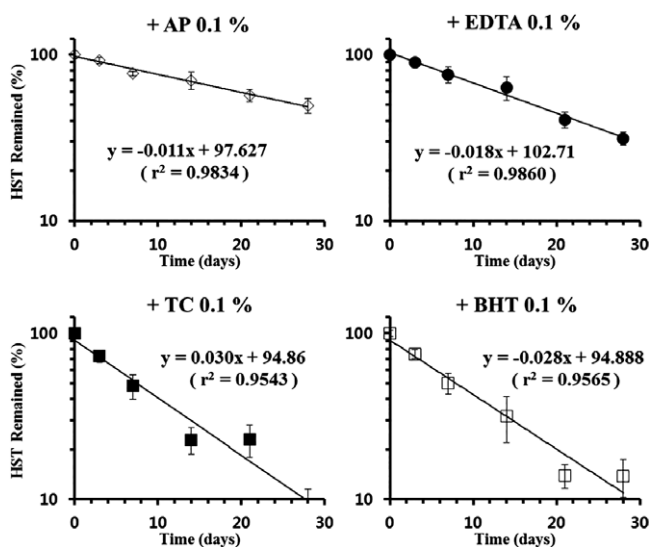 + AP 0.1 %
HST Remained (%)
100
10
y = -0.011x + 97.627
( r² = 0.9834 )
0 10 20 30
Time (days)
+ EDTA 0.1 %
100
10
y = -0.018x + 102.71
( r² = 0.9860 )
0 10 20 30
Time (days)
+ TC 0.1 %
HST Remained (%)
100
10
y = 0.030x + 94.86
( r² = 0.9543 )
0 10 20 30
Time (days)
+ BHT 0.1 %
100
10
y = -0.028x + 94.888
( r² = 0.9565 )
0 10 20 30
Time (days)